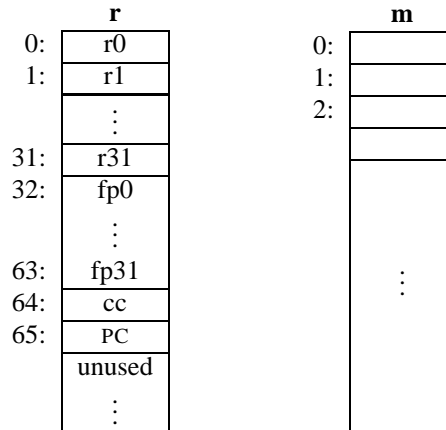 r
0: r0
1: r1
⋮
31: r31
32: fp0
⋮
63: fp31
64: cc
65: PC
unused
⋮
m
0:
1:
2:
⋮